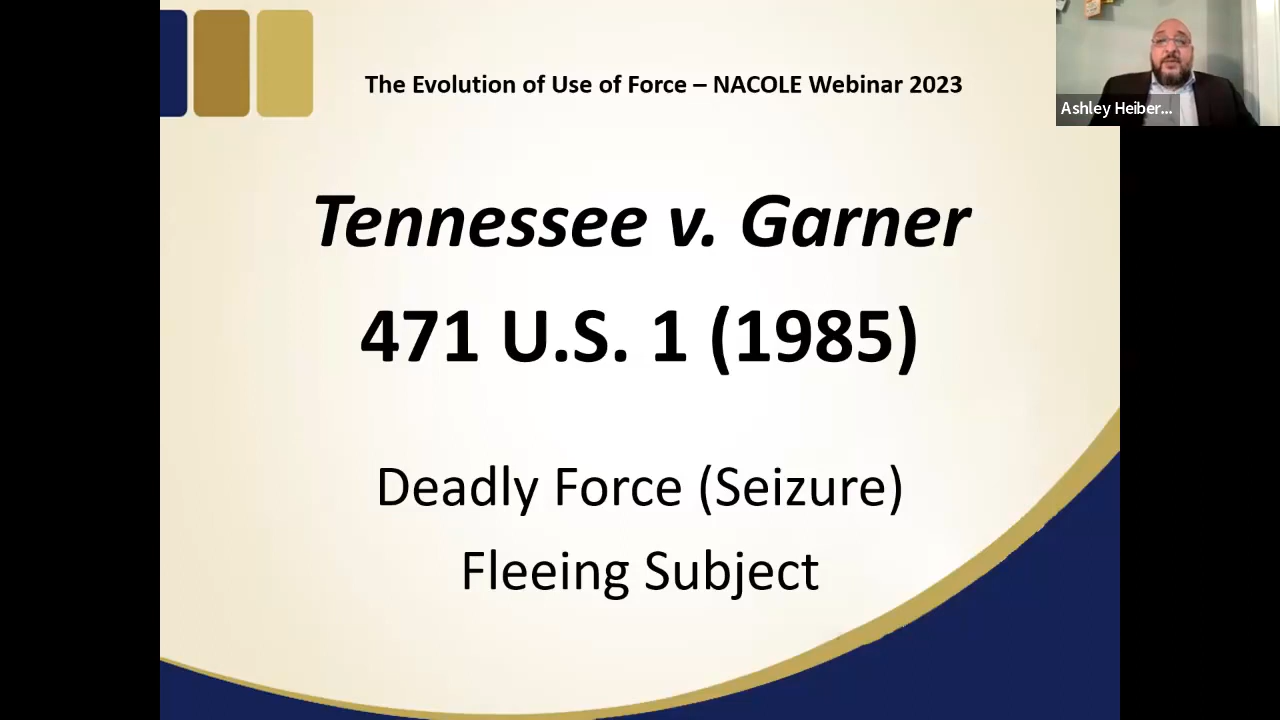 The Evolution of Use of Force – NACOLE Webinar 2023
Ashley Heiber...
Tennessee v. Garner
471 U.S. 1 (1985)
Deadly Force (Seizure)
Fleeing Subject